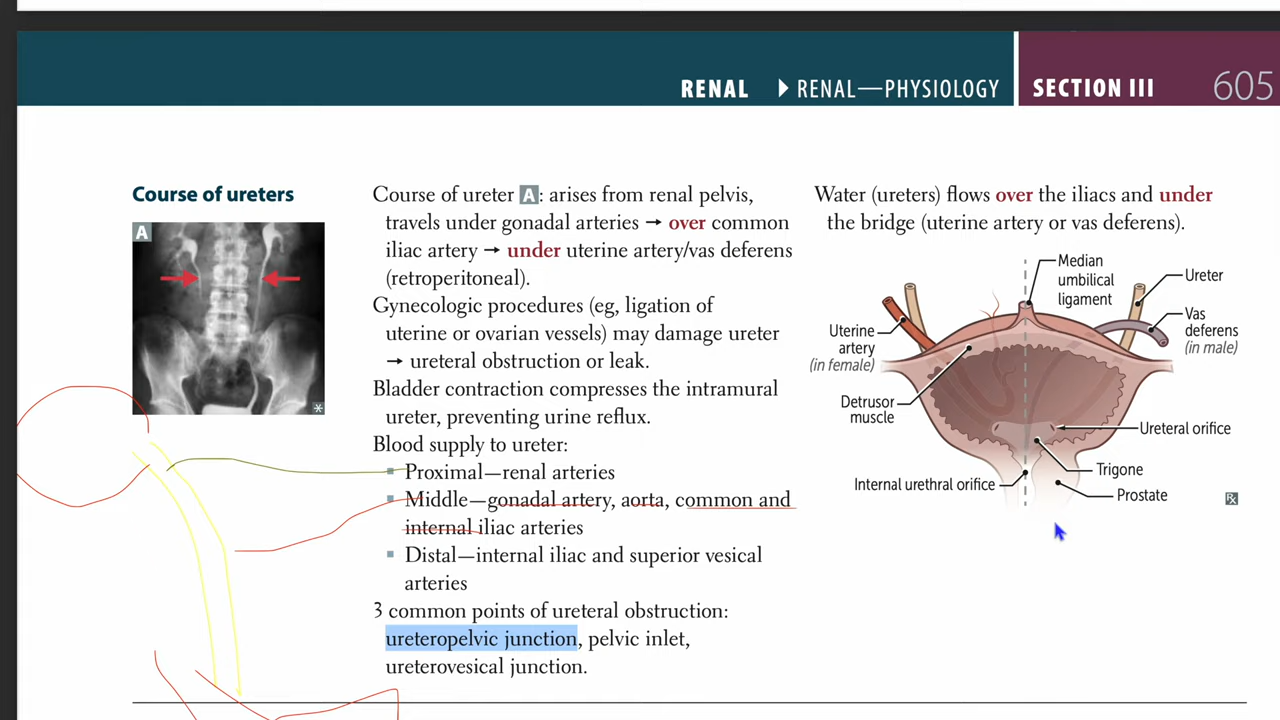 RENAL ▶ RENAL—PHYSIOLOGY SECTION III 605
Course of ureters
A
Course of ureter A: arises from renal pelvis,
travels under gonadal arteries → over common
iliac artery → under uterine artery/vas deferens
(retroperitoneal).
Gynecologic procedures (eg, ligation of
uterine or ovarian vessels) may damage ureter
→ ureteral obstruction or leak.
Bladder contraction compresses the intramural
ureter, preventing urine reflux.
Blood supply to ureter:
▪ Proximal—renal arteries
▪ Middle—gonadal artery, aorta, common and
internal iliac arteries
▪ Distal—internal iliac and superior vesical
arteries
3 common points of ureteral obstruction:
ureteropelvic junction, pelvic inlet,
ureterovesical junction.
Water (ureters) flows over the iliacs and under
the bridge (uterine artery or vas deferens).
Median
umbilical
ligament
Ureter
Uterine
artery
(in female)
Vas
deferens
(in male)
Detrusor
muscle
Ureteral orifice
Trigone
Internal urethral orifice
Prostate
Rx